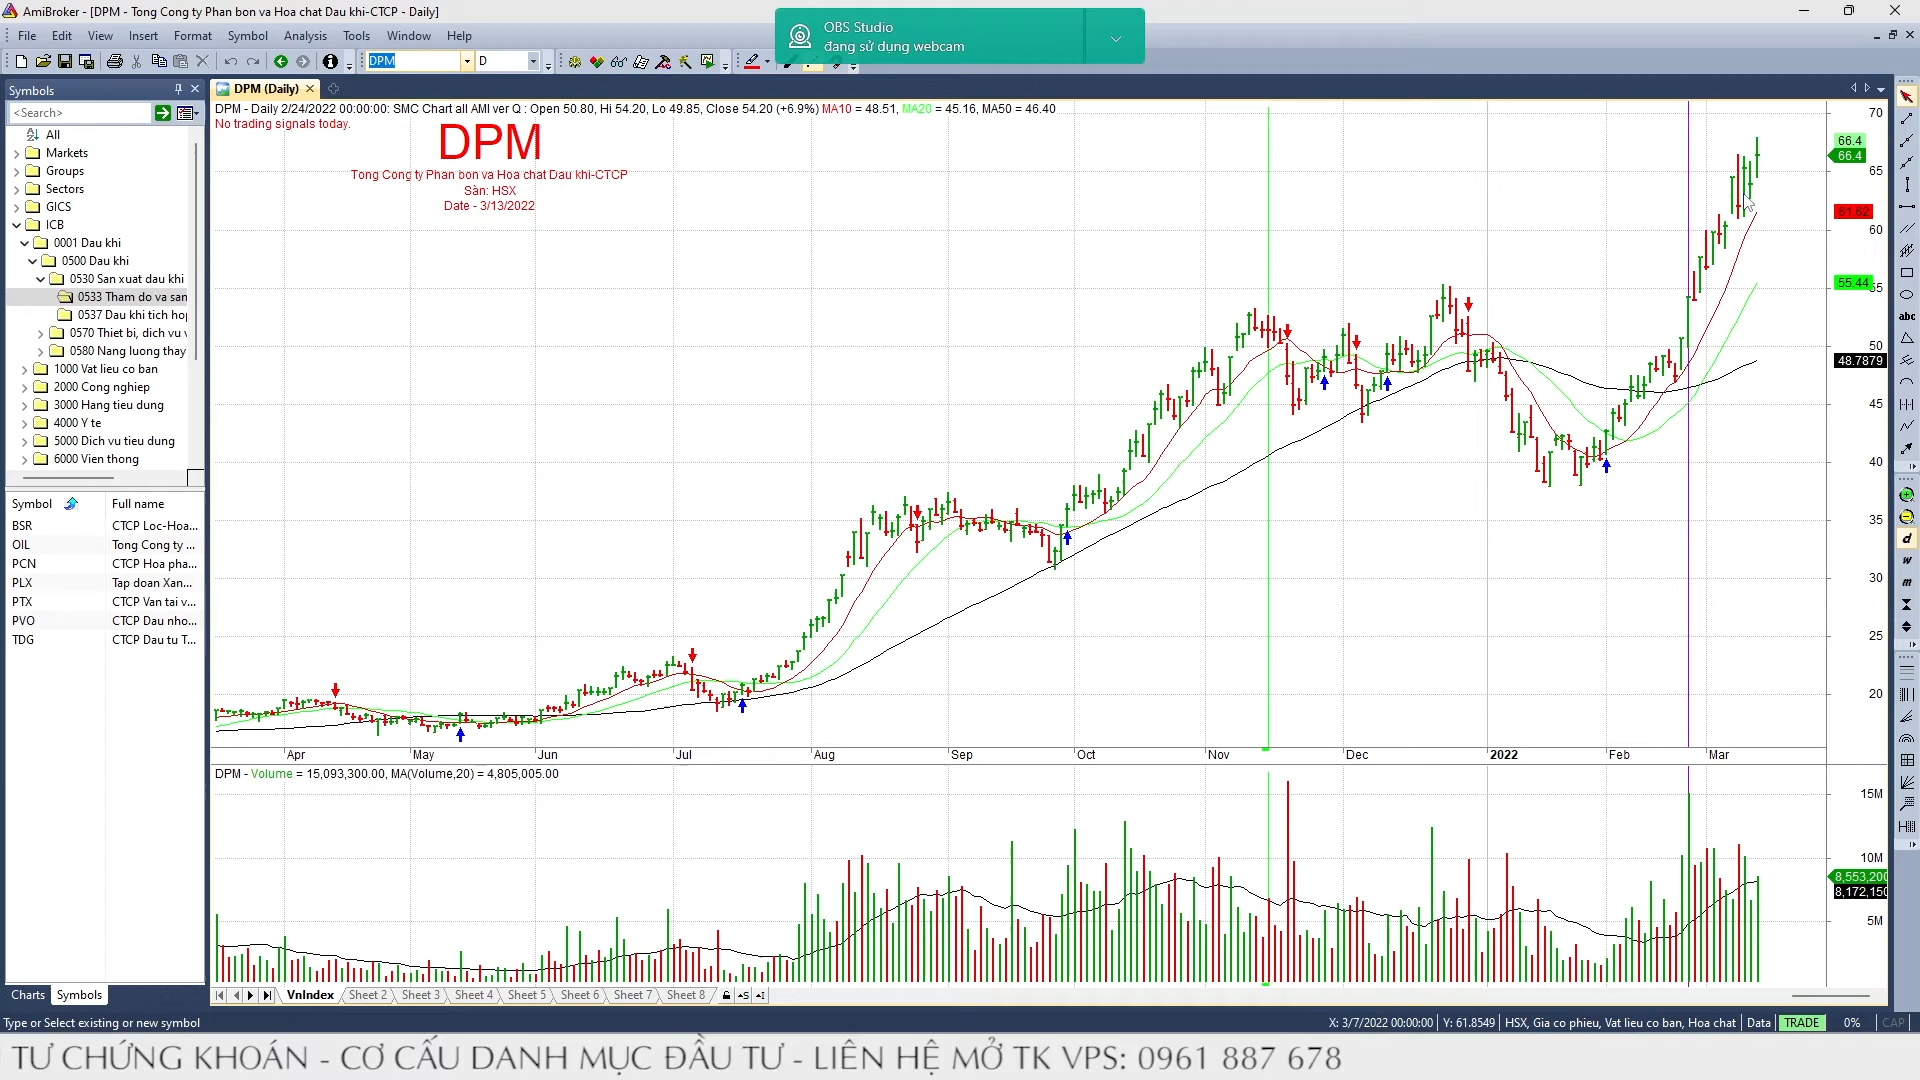 AmiBroker - [DPM - Tong Cong ty Phan bon va Hoa chat Dau khi-CTCP - Daily]
OBS Studio
đang sử dụng webcam
File Edit View Insert Format Symbol Analysis Tools Window Help
DPM D
Symbols
DPM (Daily)
<Search>
DPM - Daily 2/24/2022 00:00:00: SMC Chart all AMI ver Q : Open 50.80, Hi 54.20, Lo 49.85, Close 54.20 (+6.9%) MA10 = 48.51, MA20 = 45.16, MA50 = 46.40
No trading signals today.
DPM
Tong Cong ty Phan bon va Hoa chat Dau khi-CTCP
Sàn: HSX
Date - 3/13/2022
All
Markets
Groups
Sectors
GICS
ICB
0001 Dau khi
0500 Dau khi
0530 San xuat dau khi
0533 Tham do va san
0537 Dau khi tich hop
0570 Thiet bi, dich vu v
0580 Nang luong thay
1000 Vat lieu co ban
2000 Cong nghiep
3000 Hang tieu dung
4000 Y te
5000 Dich vu tieu dung
6000 Vien thong
Symbol Full name
BSR CTCP Loc-Hoa...
OIL Tong Cong ty ...
PCN CTCP Hoa pha...
PLX Tap doan Xan...
PTX CTCP Van tai v...
PVO CTCP Dau nho...
TDG CTCP Dau tu T...
70
66.4
66.4
65
61.62
60
55.44
55
50
48.7879
45
40
35
30
25
20
Apr May Jun Jul Aug Sep Oct Nov Dec 2022 Feb Mar
DPM - Volume = 15,093,300.00, MA(Volume,20) = 4,805,005.00
15M
10M
8,553,200
8,172,150
5M
abc
d
w
m
Charts Symbols
VnIndex Sheet 2 Sheet 3 Sheet 4 Sheet 5 Sheet 6 Sheet 7 Sheet 8
Type or Select existing or new symbol
X: 3/7/2022 00:00:00 Y: 61.8549 HSX, Gia co phieu, Vat lieu co ban, Hoa chat Data TRADE 0% CAP
TƯ CHỨNG KHOÁN - CƠ CẤU DANH MỤC ĐẦU TƯ - LIÊN HỆ MỞ TK VPS: 0961 887 678